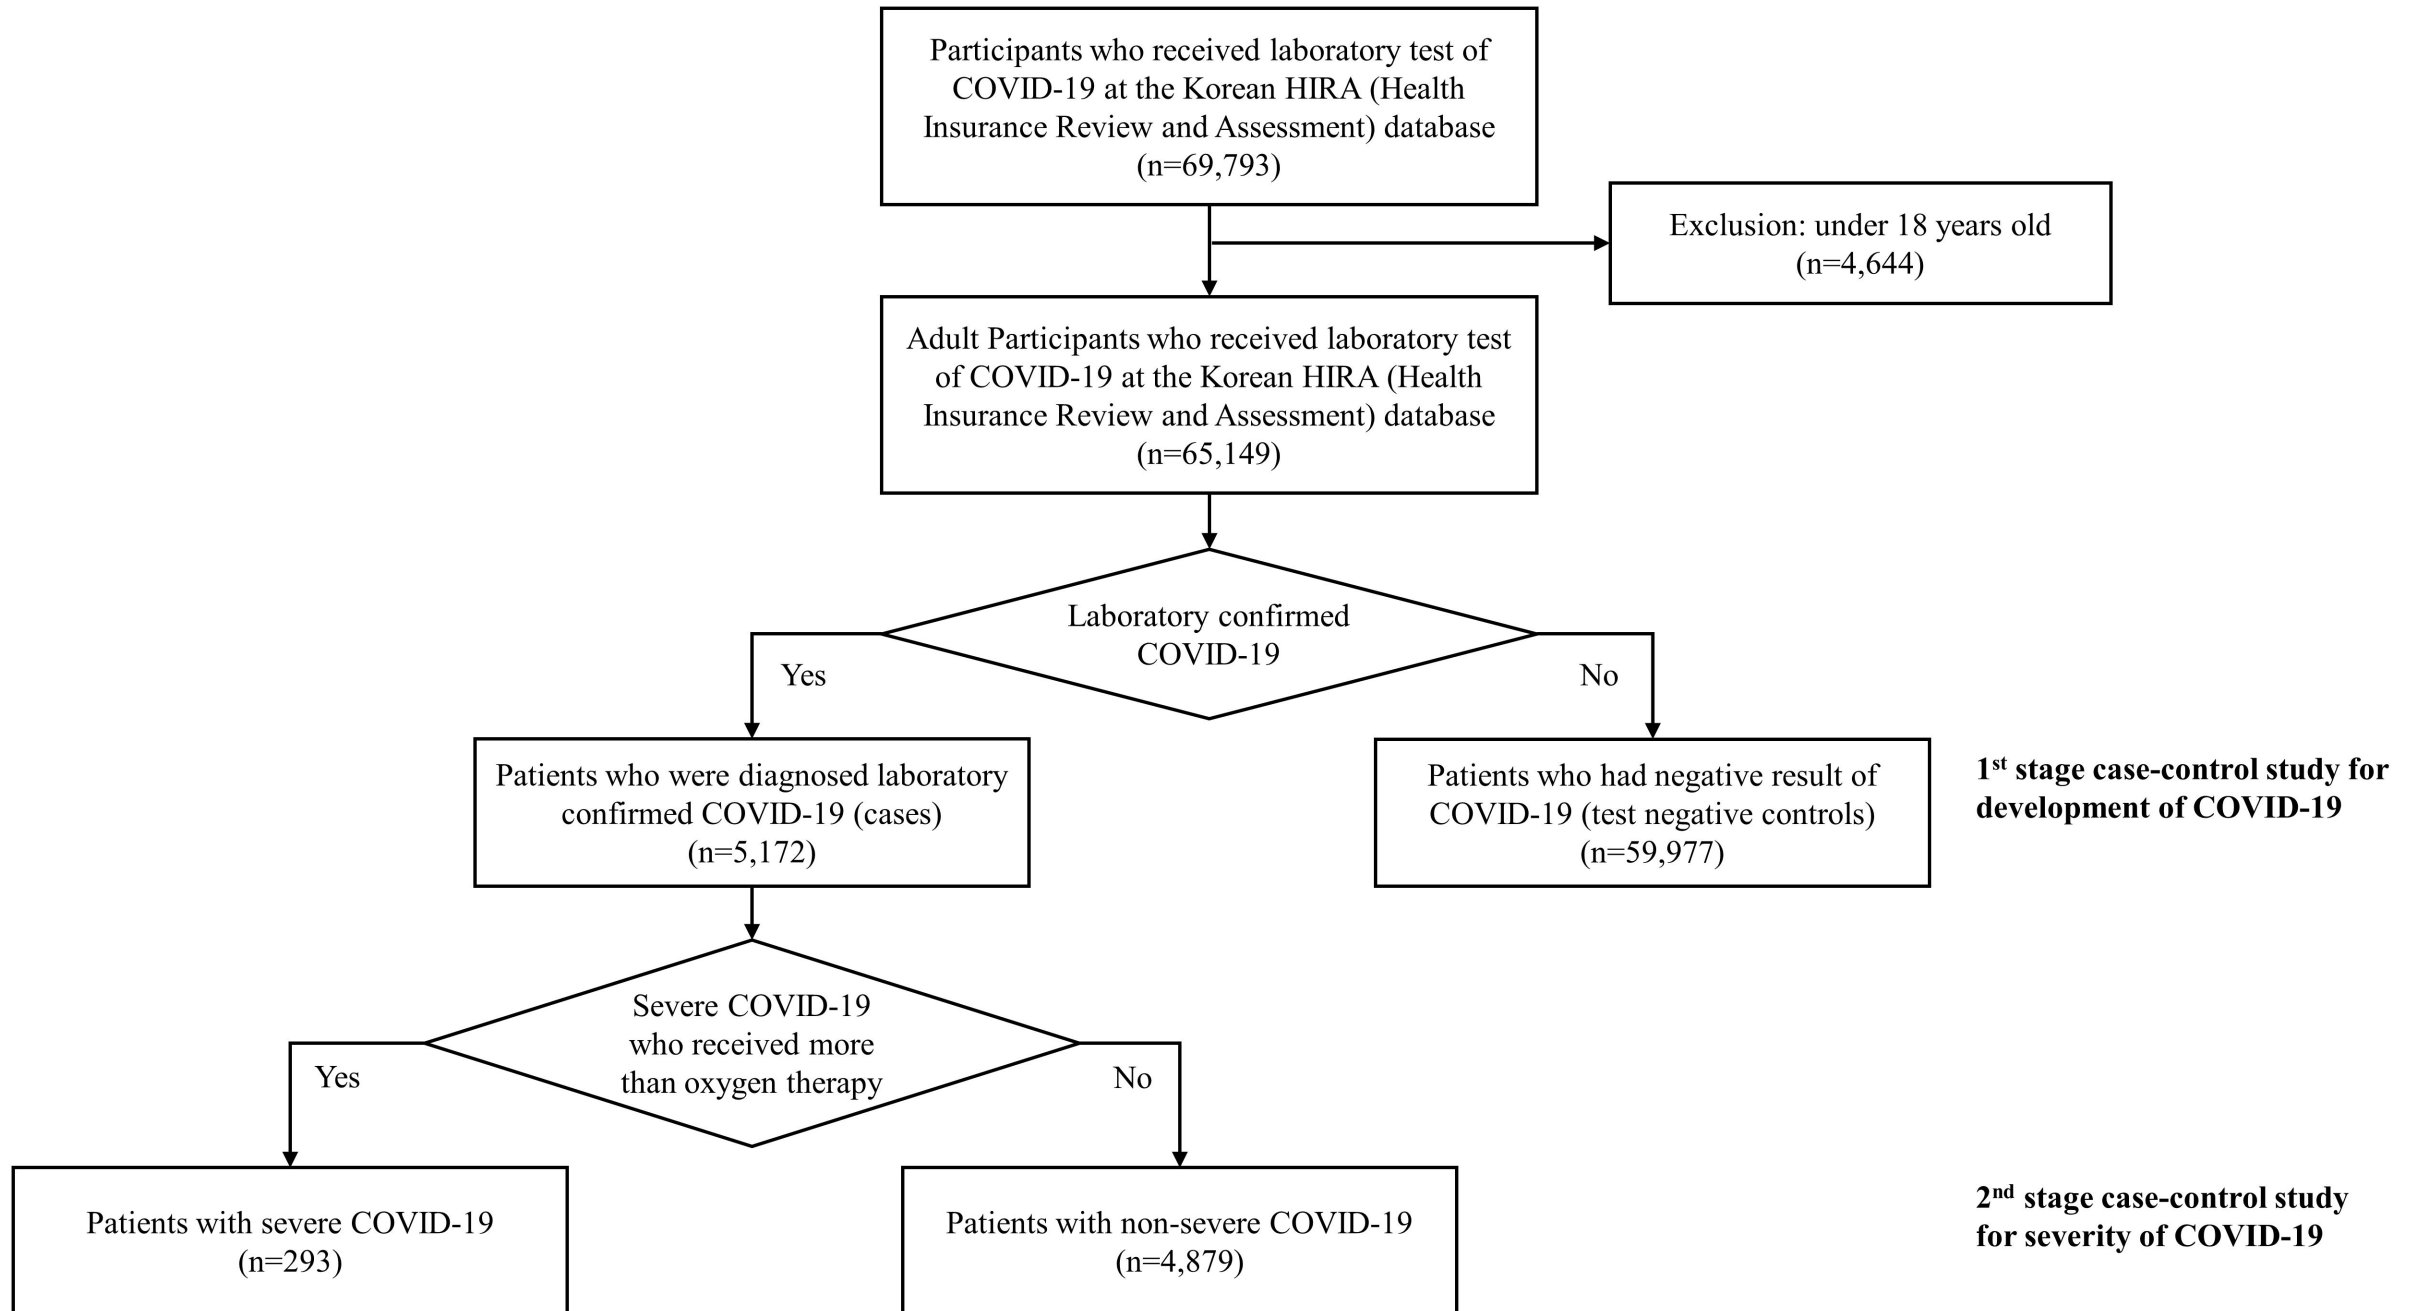 Participants who received laboratory test of
COVID-19 at the Korean HIRA (Health
Insurance Review and Assessment) database
(n=69,793)
Exclusion: under 18 years old
(n=4,644)
Adult Participants who received laboratory test
of COVID-19 at the Korean HIRA (Health
Insurance Review and Assessment) database
(n=65,149)
Laboratory confirmed
COVID-19
Yes
No
Patients who were diagnosed laboratory
confirmed COVID-19 (cases)
(n=5,172)
Patients who had negative result of
COVID-19 (test negative controls)
(n=59,977)
1st stage case-control study for
development of COVID-19
Severe COVID-19
who received more
than oxygen therapy
Yes
No
Patients with severe COVID-19
(n=293)
Patients with non-severe COVID-19
(n=4,879)
2nd stage case-control study
for severity of COVID-19